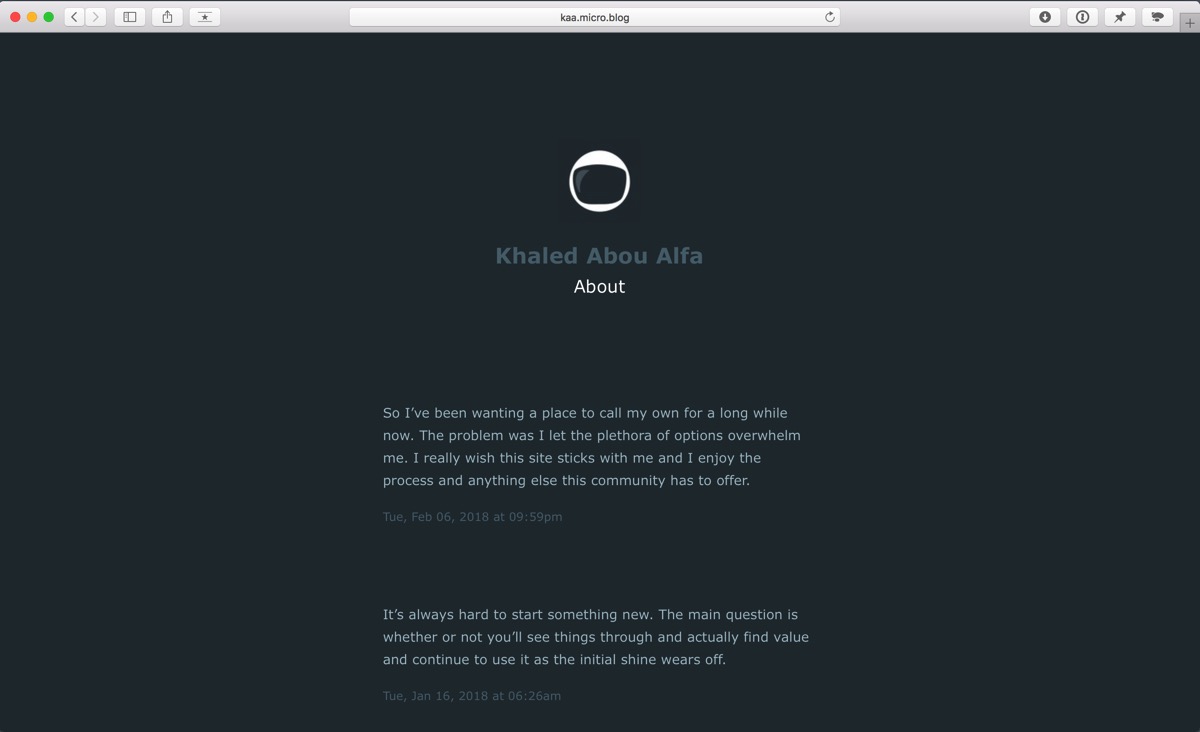 kaa.micro.blog
Khaled Abou Alfa
About
So I’ve been wanting a place to call my own for a long while
now. The problem was I let the plethora of options overwhelm
me. I really wish this site sticks with me and I enjoy the
process and anything else this community has to offer.
Tue, Feb 06, 2018 at 09:59pm
It’s always hard to start something new. The main question is
whether or not you’ll see things through and actually find value
and continue to use it as the initial shine wears off.
Tue, Jan 16, 2018 at 06:26am